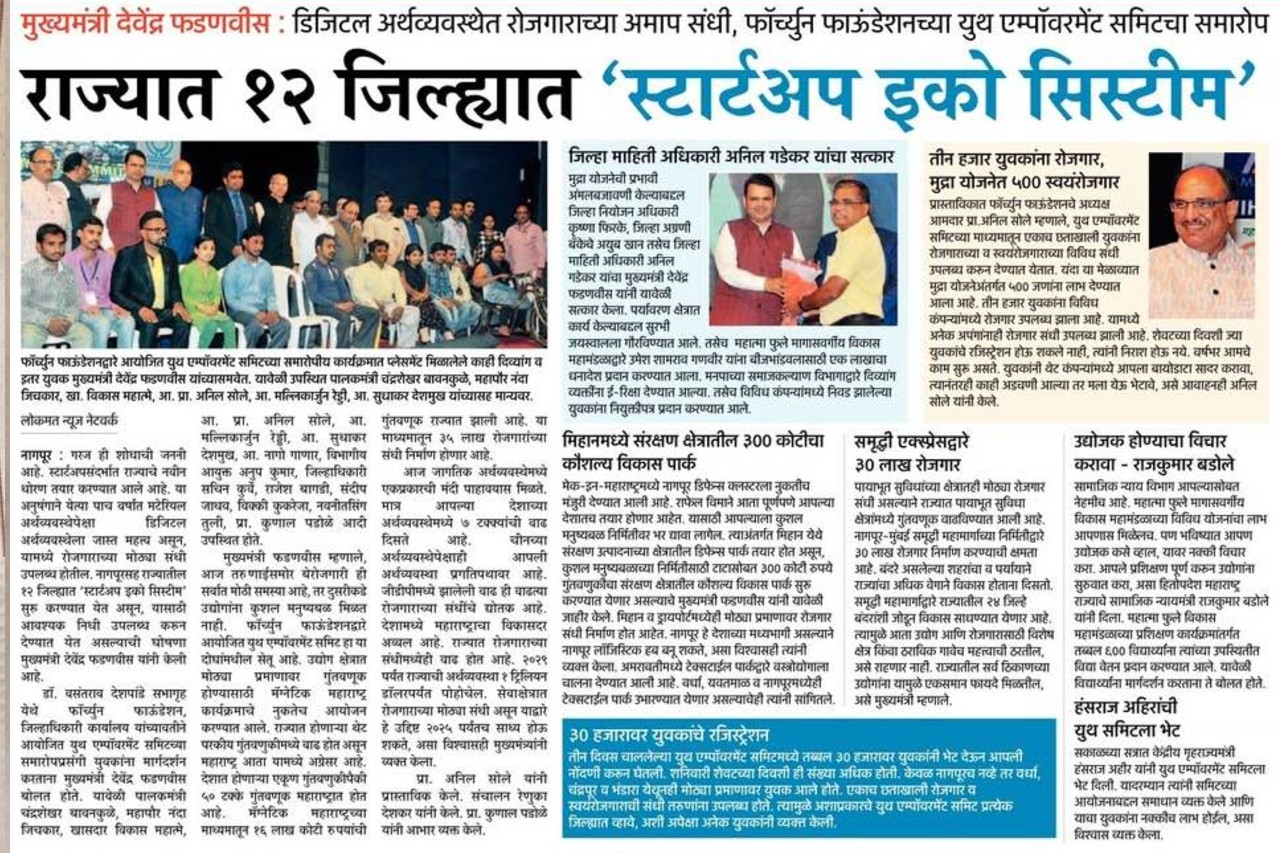 मुख्यमंत्री देवेंद्र फडणवीस : डिजिटल अर्थव्यवस्थेत रोजगाराच्या अमाप संधी, फॉर्च्युन फाऊंडेशनच्या युथ एम्पॉवरमेंट समिटचा समारोप
राज्यात १२ जिल्ह्यात ‘स्टार्टअप इको सिस्टीम’
फॉर्च्युन फाऊंडेशनद्वारे आयोजित युथ एम्पॉवरमेंट समिटच्या समारोपीय कार्यक्रमात प्लेसमेंट मिळालेले काही दिव्यांग व
इतर युवक मुख्यमंत्री देवेंद्र फडणवीस यांच्यासमवेत. यावेळी उपस्थित पालकमंत्री चंद्रशेखर बावनकुळे, महापौर नंदा
जिचकार, खा. विकास महात्मे, आ. प्रा. अनिल सोले, आ. मल्लिकार्जुन रेड्डी, आ. सुधाकर देशमुख यांच्यासह मान्यवर.
लोकमत न्यूज नेटवर्क
नागपूर : गरज ही शोधाची जननी
आहे. स्टार्टअपसंदर्भात राज्याचे नवीन
धोरण तयार करण्यात आले आहे. या
अनुषंगाने येत्या पाच वर्षात मटेरियल
अर्थव्यवस्थेपेक्षा डिजिटल
अर्थव्यवस्थेला जास्त महत्त्व असून,
यामध्ये रोजगाराच्या मोठ्या संधी
उपलब्ध होतील. नागपूरसह राज्यातील
१२ जिल्ह्यात ‘स्टार्टअप इको सिस्टीम’
सुरू करण्यात येत असून, यासाठी
आवश्यक निधी उपलब्ध करून
देण्यात येत असल्याची घोषणा
मुख्यमंत्री देवेंद्र फडणवीस यांनी केली
आहे.
डॉ. वसंतराव देशपांडे सभागृह
येथे फॉर्च्युन फाऊंडेशन,
जिल्हाधिकारी कार्यालय यांच्यावतीने
आयोजित युथ एम्पॉवरमेंट समिटच्या
समारोपप्रसंगी युवकांना मार्गदर्शन
करताना मुख्यमंत्री देवेंद्र फडणवीस
बोलत होते. यावेळी पालकमंत्री
चंद्रशेखर बावनकुळे, महापौर नंदा
जिचकार, खासदार विकास महात्मे,
आ. प्रा. अनिल सोले, आ.
मल्लिकार्जुन रेड्डी, आ. सुधाकर
देशमुख, आ. नागो गाणार, विभागीय
आयुक्त अनुप कुमार, जिल्हाधिकारी
सचिन कुर्वे, राजेश बागडी, संदीप
जाधव, विक्की कुकरेजा, नवनीतसिंग
तुली, प्रा. कुणाल पडोळे आदी
उपस्थित होते.
मुख्यमंत्री फडणवीस म्हणाले,
आज तरुणाईसमोर बेरोजगारी ही
सर्वात मोठी समस्या आहे, तर दुसरीकडे
उद्योगांना कुशल मनुष्यबळ मिळत
नाही. फॉर्च्युन फाऊंडेशनद्वारे
आयोजित युथ एम्पॉवरमेंट समिट हा या
दोघांमधील सेतू आहे. उद्योग क्षेत्रात
मोठ्या प्रमाणावर गुंतवणूक
होण्यासाठी मॅग्नेटिक महाराष्ट्र
कार्यक्रमाचे नुकतेच आयोजन
करण्यात आले. राज्यात होणाऱ्या थेट
परकीय गुंतवणुकीमध्ये वाढ होत असून
महाराष्ट्र आता यामध्ये अग्रेसर आहे.
देशात होणाऱ्या एकूण गुंतवणुकीपैकी
५० टक्के गुंतवणूक महाराष्ट्रात होत
आहे. मॅग्नेटिक महाराष्ट्रच्या
माध्यमातून १६ लाख कोटी रुपयांची
गुंतवणूक राज्यात झाली आहे. या
माध्यमातून ३५ लाख रोजगारांच्या
संधी निर्माण होणार आहे.
आज जागतिक अर्थव्यवस्थेमध्ये
एकप्रकारची मंदी पाहावयास मिळते.
मात्र आपल्या देशाच्या
अर्थव्यवस्थेमध्ये ७ टक्क्यांची वाढ
दिसते आहे. चीनच्या
अर्थव्यवस्थेपेक्षाही आपली
अर्थव्यवस्था प्रगतिपथावर आहे.
जीडीपीमध्ये झालेली वाढ ही वाढत्या
रोजगाराच्या संधींचे द्योतक आहे.
देशामध्ये महाराष्ट्राचा विकासदर
अव्वल आहे. राज्यात रोजगाराच्या
संधीमध्येही वाढ होत आहे. २०२९
पर्यंत राज्याची अर्थव्यवस्था १ ट्रिलियन
डॉलरपर्यंत पोहोचेल. सेवाक्षेत्रात
रोजगाराच्या मोठ्या संधी असून याद्वारे
हे उद्दिष्ट २०२५ पर्यंतच साध्य होऊ
शकते, असा विश्वासही मुख्यमंत्र्यांनी
व्यक्त केला.
प्रा. अनिल सोले यांनी
प्रास्ताविक केले. संचालन रेणुका
देशकर यांनी केले. प्रा. कुणाल पडोळे
यांनी आभार व्यक्त केले.
जिल्हा माहिती अधिकारी अनिल गडेकर यांचा सत्कार
मुद्रा योजनेची प्रभावी
अंमलबजावणी केल्याबद्दल
जिल्हा नियोजन अधिकारी
कृष्णा फिरके, जिल्हा अग्रणी
बँकेचे अयुब खान तसेच जिल्हा
माहिती अधिकारी अनिल
गडेकर यांचा मुख्यमंत्री देवेंद्र
फडणवीस यांनी यावेळी
सत्कार केला. पर्यावरण क्षेत्रात
कार्य केल्याबद्दल सुरभी
जयस्वालला गौरविण्यात आले. तसेच महात्मा फुले मागासवर्गीय विकास
महामंडळाद्वारे उमेश शामराव गणवीर यांना बीजभांडवलासाठी एक लाखाचा
धनादेश प्रदान करण्यात आला. मनपाच्या समाजकल्याण विभागाद्वारे दिव्यांग
व्यक्तींना ई-रिक्षा देण्यात आल्या. तसेच विविध कंपन्यांमध्ये निवड झालेल्या
युवकांना नियुक्तीपत्र प्रदान करण्यात आले.
तीन हजार युवकांना रोजगार,
मुद्रा योजनेत ५०० स्वयंरोजगार
प्रास्ताविकात फॉर्च्युन फाऊंडेशनचे अध्यक्ष
आमदार प्रा.अनिल सोले म्हणाले, युथ एम्पॉवरमेंट
समिटच्या माध्यमातून एकाच छताखाली युवकांना
रोजगाराच्या व स्वयंरोजगाराच्या विविध संधी
उपलब्ध करुन देण्यात येतात. यंदा या मेळाव्यात
मुद्रा योजनेअंतर्गत ५०० जणांना लाभ देण्यात
आला आहे. तीन हजार युवकांना विविध
कंपन्यांमध्ये रोजगार उपलब्ध झाला आहे. यामध्ये
अनेक अपंगांनाही रोजगार संधी उपलब्ध झाली आहे. शेवटच्या दिवशी ज्या
युवकांचे रजिस्ट्रेशन होऊ शकले नाही, त्यांनी निराश होऊ नये. वर्षभर आमचे
काम सुरू असते. युवकांनी थेट कंपन्यांमध्ये आपला बायोडाटा सादर करावा,
त्यानंतरही काही अडचणी आल्या तर मला येऊ भेटावे, असे आवाहनही अनिल
सोले यांनी केले.
मिहानमध्ये संरक्षण क्षेत्रातील ३०० कोटीचा
कौशल्य विकास पार्क
मेक-इन-महाराष्ट्रमध्ये नागपूर डिफेन्स क्लस्टरला नुकतीच
मंजुरी देण्यात आली आहे. राफेल विमाने आता पूर्णपणे आपल्या
देशातच तयार होणार आहेत. यासाठी आपल्याला कुशल
मनुष्यबळ निर्मितीवर भर द्यावा लागेल. त्याअंतर्गत मिहान येथे
संरक्षण उत्पादनाच्या क्षेत्रातील डिफेन्स पार्क तयार होत असून,
कुशल मनुष्यबळाच्या निर्मितीसाठी टाटासोबत ३०० कोटी रुपये
गुंतवणुकीचा संरक्षण क्षेत्रातील कौशल्य विकास पार्क सुरू
करण्यात येणार असल्याचे मुख्यमंत्री फडणवीस यांनी यावेळी
जाहीर केले. मिहान व ड्रायपोर्टमध्येही मोठ्या प्रमाणावर रोजगार
संधी निर्माण होत आहेत. नागपूर हे देशाच्या मध्यभागी असल्याने
नागपूर लॉजिस्टिक हब बनू शकते, असा विश्वासही त्यांनी
व्यक्त केला. अमरावतीमध्ये टेक्सटाईल पार्कद्वारे वस्त्रोद्योगाला
चालना देण्यात आली आहे. वर्धा, यवतमाळ व नागपूरमध्येही
टेक्सटाईल पार्क उभारण्यात येणार असल्याचेही त्यांनी सांगितले.
समृद्धी एक्स्प्रेसद्वारे
३० लाख रोजगार
पायाभूत सुविधांच्या क्षेत्रातही मोठ्या रोजगार
संधी असल्याने राज्यात पायाभूत सुविधा
क्षेत्रांमध्ये गुंतवणूक वाढविण्यात आली आहे.
नागपूर-मुंबई समृद्धी महामार्गाच्या निर्मितीद्वारे
३० लाख रोजगार निर्माण करण्याची क्षमता
आहे. बंदरे असलेल्या शहरांचा व पर्यायाने
राज्यांचा अधिक वेगाने विकास होताना दिसतो.
समृद्धी महामार्गाद्वारे राज्यातील २४ जिल्हे
बंदरांशी जोडून विकास साधण्यात येणार आहे.
त्यामुळे आता उद्योग आणि रोजगारासाठी विशेष
क्षेत्र किंवा ठराविक गावेच महत्त्वाची ठरतील,
असे राहणार नाही. राज्यातील सर्व ठिकाणच्या
उद्योगांना यामुळे एकसमान फायदे मिळतील,
असे मुख्यमंत्री म्हणाले.
उद्योजक होण्याचा विचार
करावा - राजकुमार बडोले
सामाजिक न्याय विभाग आपल्यासोबत
नेहमीच आहे. महात्मा फुले मागासवर्गीय
विकास महामंडळाच्या विविध योजनांचा लाभ
आपणास मिळेलच. पण भविष्यात आपण
उद्योजक कसे व्हाल, यावर नक्की विचार
करा. आपले प्रशिक्षण पूर्ण करून उद्योगांना
सुरुवात करा, असा हितोपदेश महाराष्ट्र
राज्याचे सामाजिक न्यायमंत्री राजकुमार बडोले
यांनी दिला. महात्मा फुले विकास
महामंडळाच्या प्रशिक्षण कार्यक्रमांतर्गत
तब्बल ६०० विद्यार्थ्यांना त्यांच्या उपस्थितीत
विद्या वेतन प्रदान करण्यात आले. यावेळी
विद्यार्थ्यांना मार्गदर्शन करताना ते बोलत होते.
हंसराज अहिरांची
युथ समिटला भेट
सकाळच्या सत्रात केंद्रीय गृहराज्यमंत्री
हंसराज अहीर यांनी युथ एम्पॉवरमेंट समिटला
भेट दिली. यादरम्यान त्यांनी समिटच्या
आयोजनाबद्दल समाधान व्यक्त केले आणि
याचा युवकांना नक्कीच लाभ होईल, असा
विश्वास व्यक्त केला.
३० हजारावर युवकांचे रजिस्ट्रेशन
तीन दिवस चाललेल्या युथ एम्पॉवरमेंट समिटमध्ये तब्बल ३० हजारावर युवकांनी भेट देऊन आपली
नोंदणी करून घेतली. शनिवारी शेवटच्या दिवशी ही संख्या अधिक होती. केवळ नागपूरच नव्हे तर वर्धा,
चंद्रपूर व भंडारा येथूनही मोठ्या प्रमाणावर युवक आले होते. एकाच छताखाली रोजगार व
स्वयंरोजगाराची संधी तरुणांना उपलब्ध होते. त्यामुळे अशाप्रकारचे युथ एम्पॉवरमेंट समिट प्रत्येक
जिल्ह्यात व्हावे, अशी अपेक्षा अनेक युवकांनी व्यक्त केली.